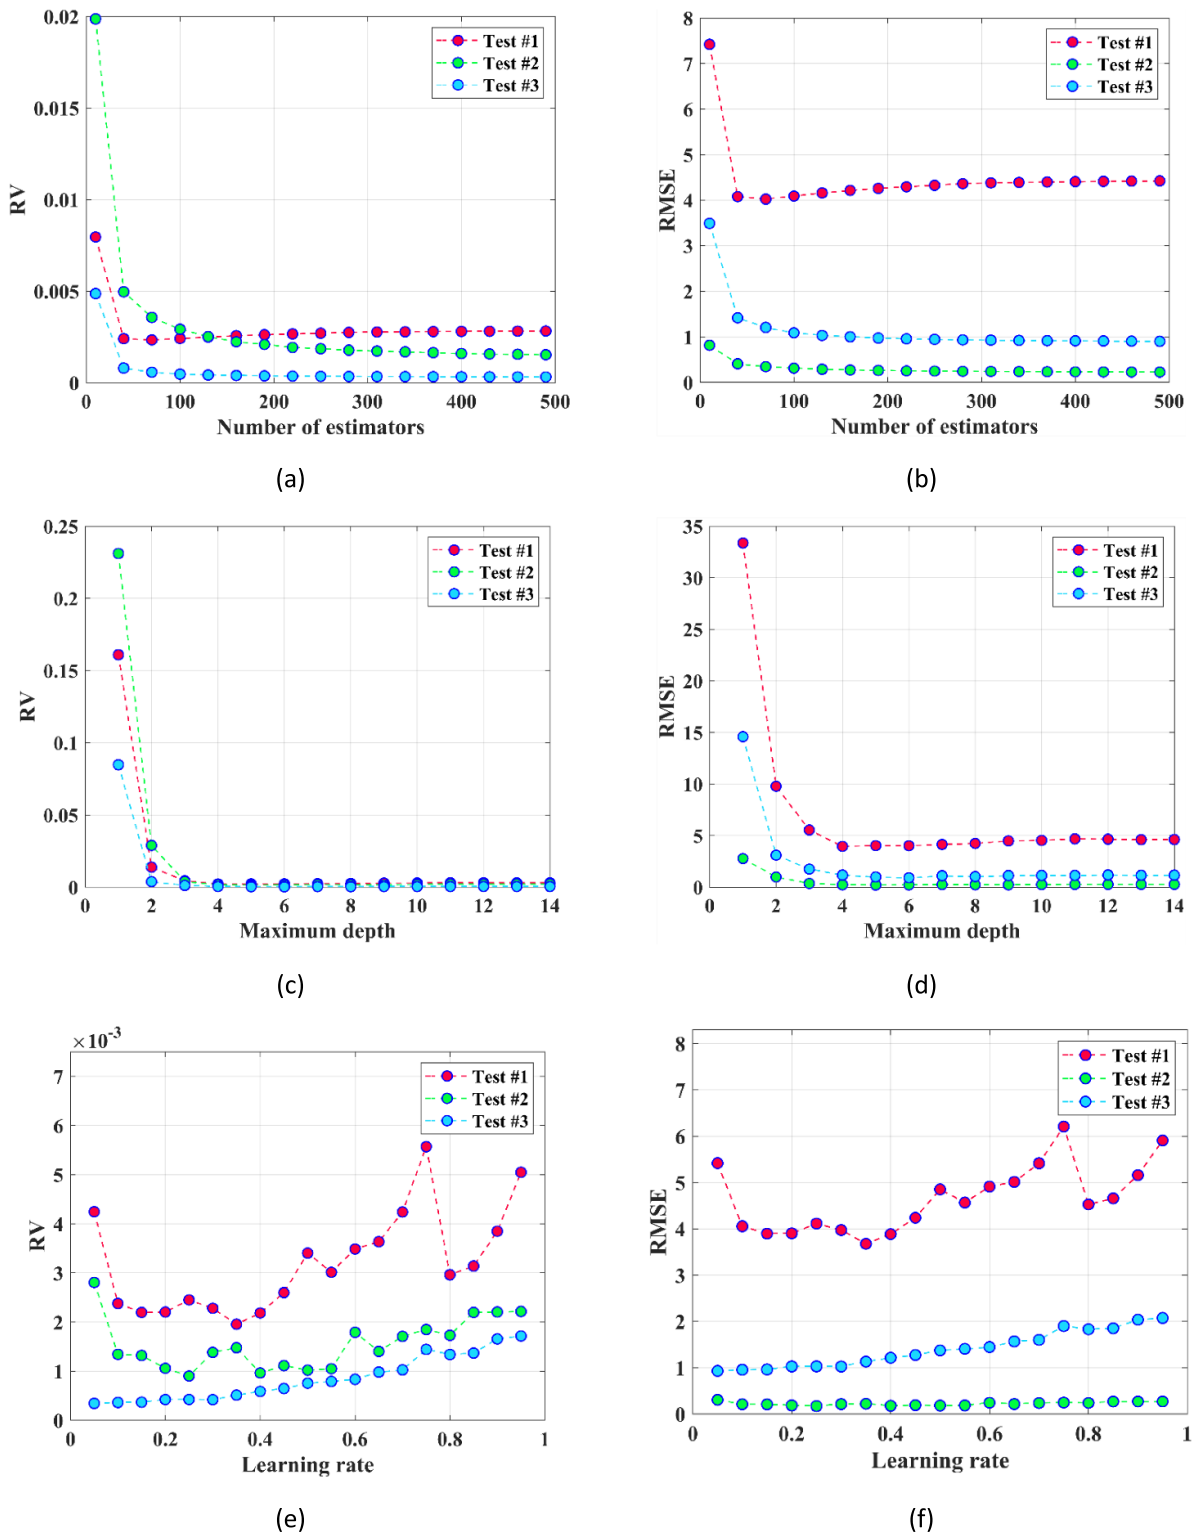 0.02
0.015
0.01
0.005
0
RV
Test #1
Test #2
Test #3
0 100 200 300 400 500
Number of estimators
(a)
8
7
6
5
4
3
2
1
0
RMSE
Test #1
Test #2
Test #3
0 100 200 300 400 500
Number of estimators
(b)
0.25
0.2
0.15
0.1
0.05
0
RV
Test #1
Test #2
Test #3
0 2 4 6 8 10 12 14
Maximum depth
(c)
35
30
25
20
15
10
5
0
RMSE
Test #1
Test #2
Test #3
0 2 4 6 8 10 12 14
Maximum depth
(d)
×10⁻³
7
6
5
4
3
2
1
0
RV
Test #1
Test #2
Test #3
0 0.2 0.4 0.6 0.8 1
Learning rate
(e)
8
7
6
5
4
3
2
1
0
RMSE
Test #1
Test #2
Test #3
0 0.2 0.4 0.6 0.8 1
Learning rate
(f)